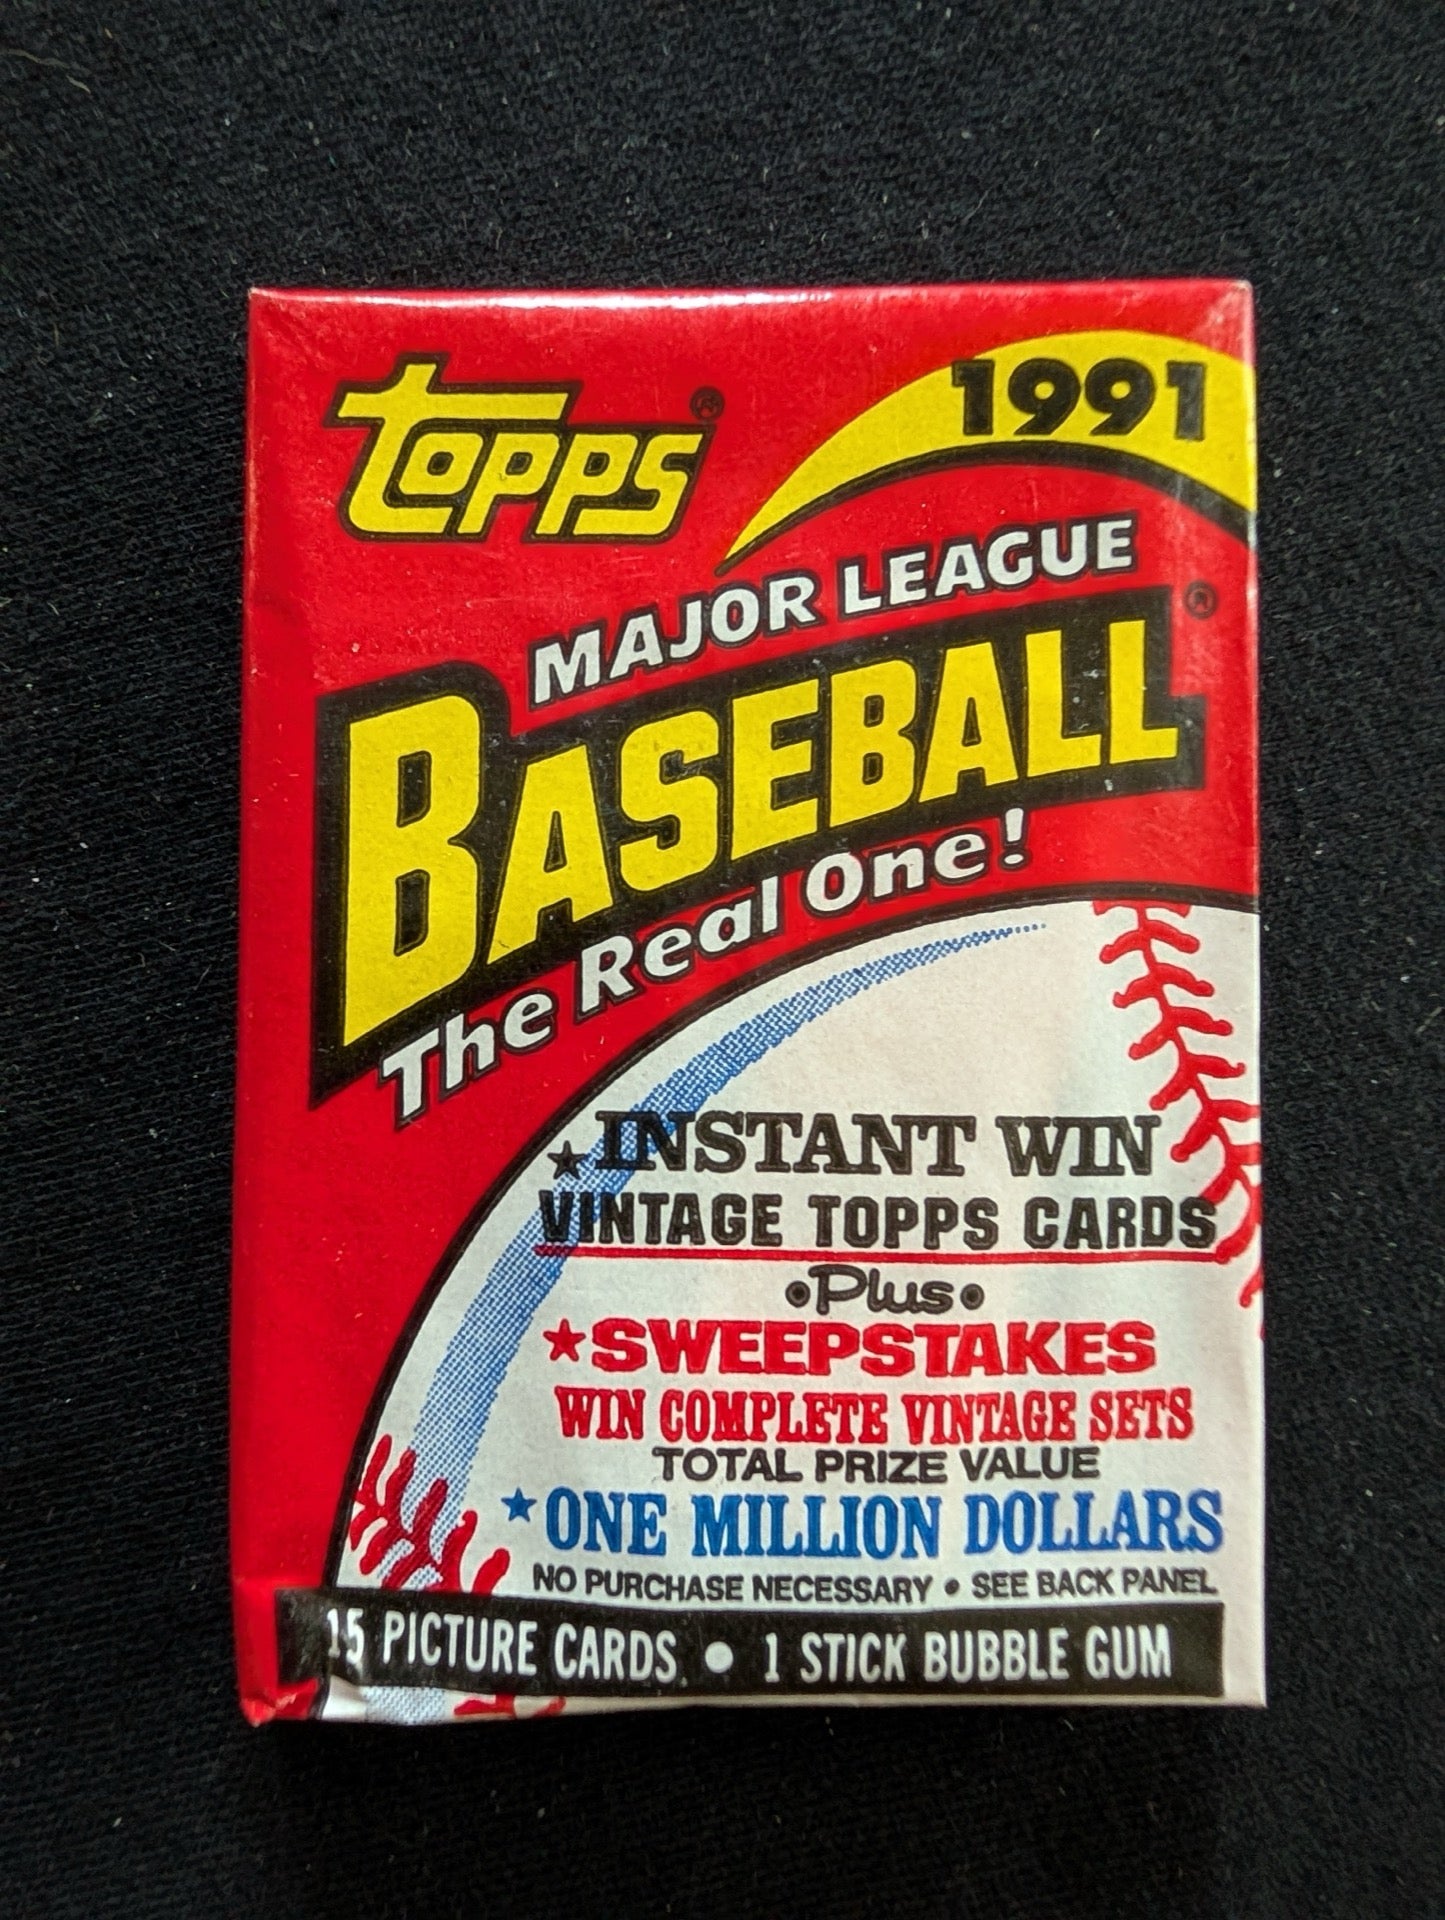 topps®
1991
MAJOR LEAGUE
BASEBALL®
The Real One!
★INSTANT WIN
VINTAGE TOPPS CARDS
•Plus•
★SWEEPSTAKES
WIN COMPLETE VINTAGE SETS
TOTAL PRIZE VALUE
★ONE MILLION DOLLARS
NO PURCHASE NECESSARY • SEE BACK PANEL
15 PICTURE CARDS • 1 STICK BUBBLE GUM